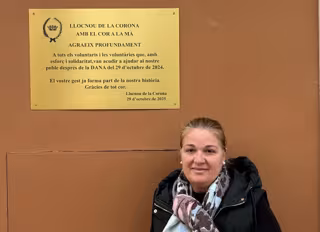 LLOCNOU DE LA CORONA
AMB EL COR A LA MÀ
AGRAEIX PROFUNDAMENT
A tots els voluntaris i les voluntàries que, amb
esforç i solidaritat, van acudir a ajudar al nostre
poble després de la DANA del 29 d'octubre de 2024.
El vostre gest ja forma part de la nostra història.
Gràcies de tot cor.
Llocnou de la Corona
29 d'octubre de 2025